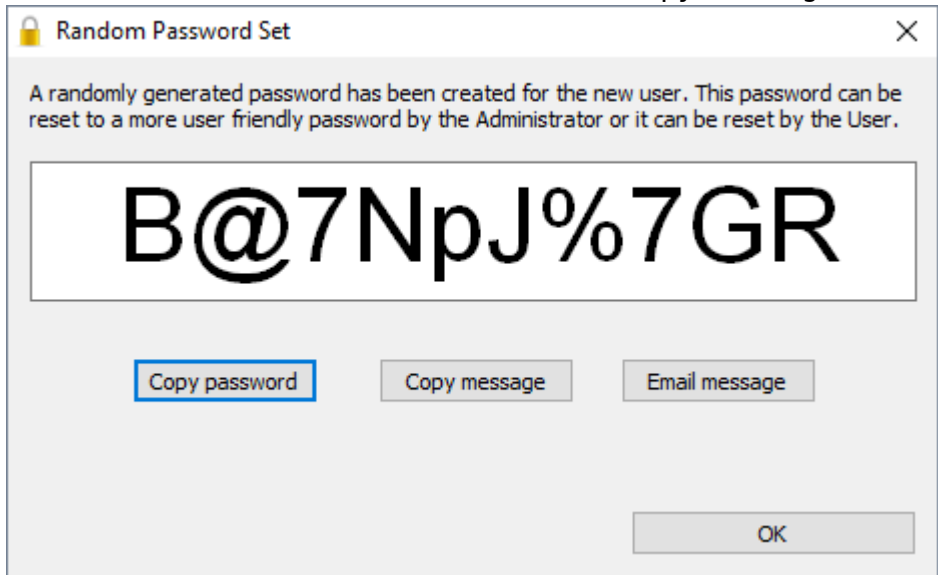 Random Password Set
A randomly generated password has been created for the new user. This password can be
reset to a more user friendly password by the Administrator or it can be reset by the User.
B@7NpJ%7GR
Copy password Copy message Email message
OK